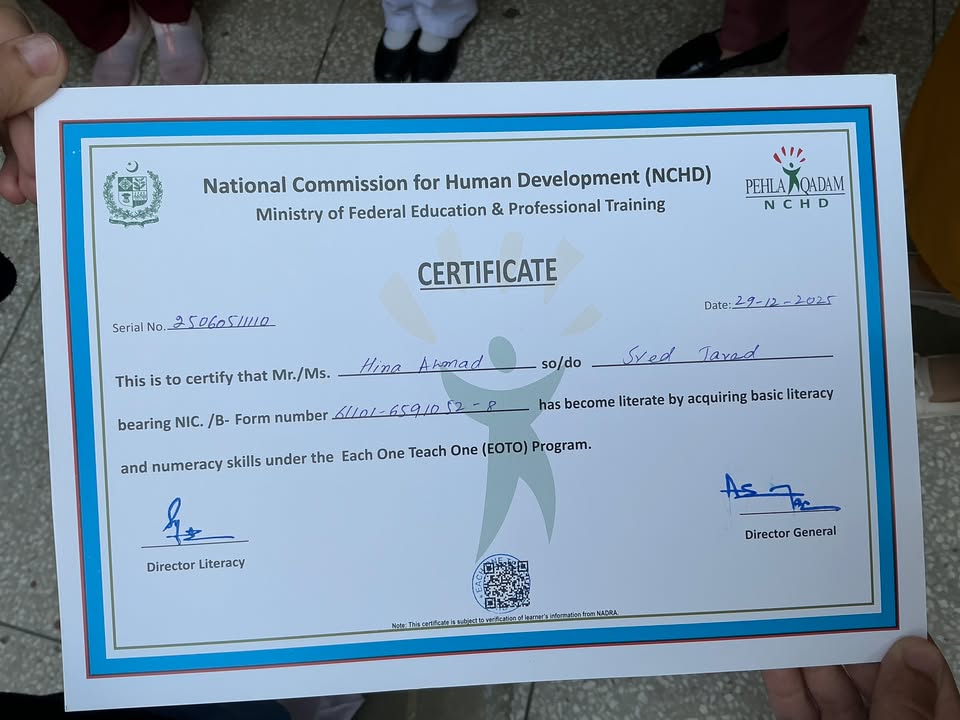 National Commission for Human Development (NCHD)
Ministry of Federal Education & Professional Training
PEHLA QADAM
NCHD
CERTIFICATE
Serial No. 2506051110
Date: 29-12-2025
This is to certify that Mr./Ms. Hina Ahmad so/do Syed Javed
bearing NIC. /B- Form number 61101-6591052-8 has become literate by acquiring basic literacy
and numeracy skills under the Each One Teach One (EOTO) Program.
Director Literacy
Director General
EACH ONE
Note: This certificate is subject to verification of learner's information from NADRA.